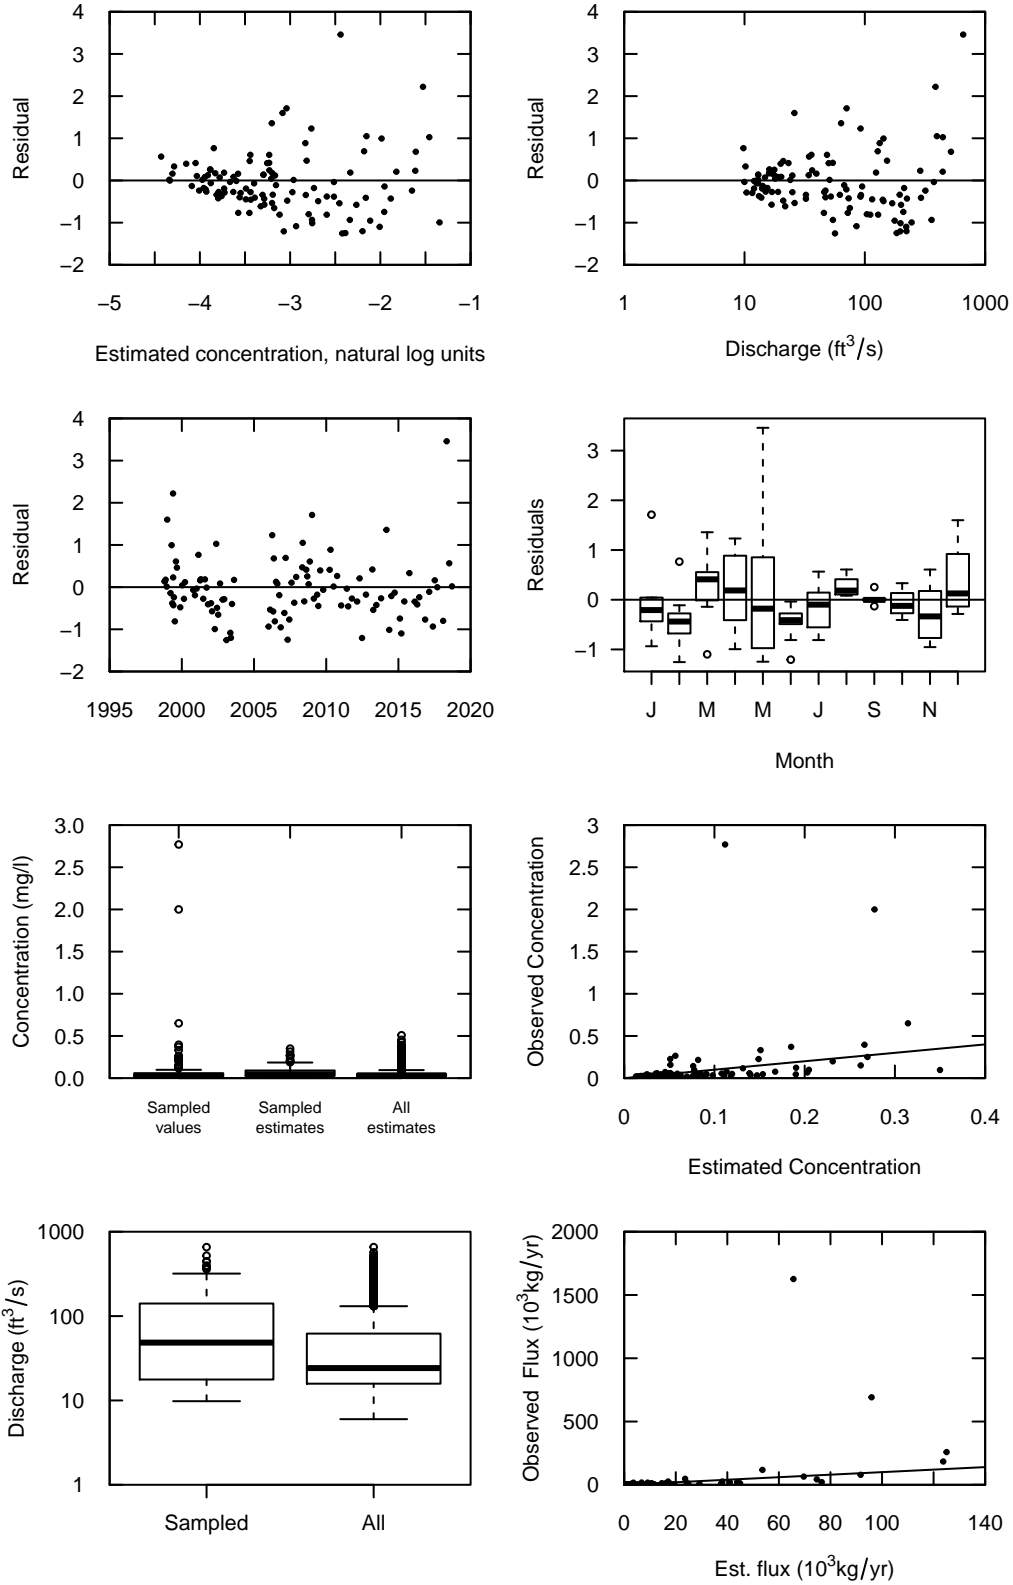 4
3
2
1
0
−1
−2
Residual
−5
−4
−3
−2
−1
Estimated concentration, natural log units
4
3
2
1
0
−1
−2
Residual
1
10
100
1000
Discharge (ft³/s)
4
3
2
1
0
−1
−2
Residual
1995
2000
2005
2010
2015
2020
3
2
1
0
−1
Residuals
J
M
M
J
S
N
Month
3.0
2.5
2.0
1.5
1.0
0.5
0.0
Concentration (mg/l)
Sampled
values
Sampled
estimates
All
estimates
3
2.5
2
1.5
1
0.5
0
Observed Concentration
0
0.1
0.2
0.3
0.4
Estimated Concentration
1000
100
10
1
Discharge (ft³/s)
Sampled
All
2000
1500
1000
500
0
Observed Flux (10³kg/yr)
0
20
40
60
80
100
140
Est. flux (10³kg/yr)